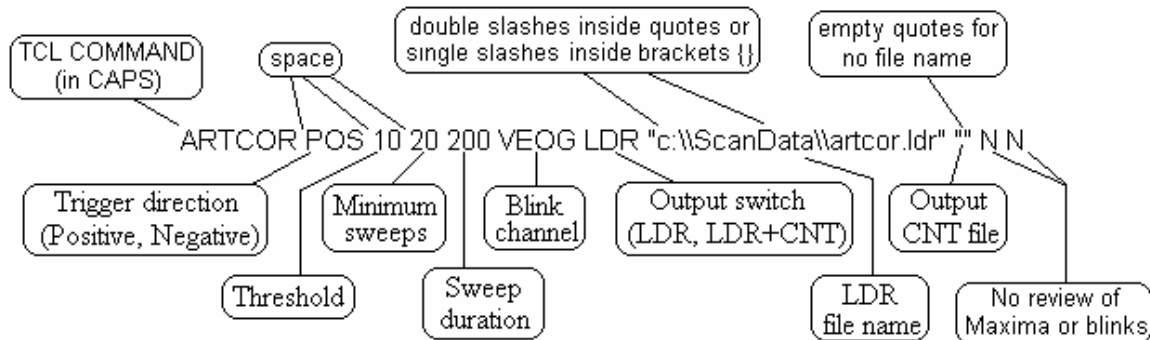 double slashes inside quotes or
single slashes inside brackets {}
empty quotes for
no file name
TCL COMMAND
(in CAPS)
space
ARTCOR POS 10 20 200 VEOG LDR "c:\\ScanData\\artcor.ldr" "" N N
Trigger direction
(Positive, Negative)
Minimum
sweeps
Blink
channel
Output switch
(LDR, LDR+CNT)
Output
CNT file
Threshold
Sweep
duration
LDR
file name
No review of
Maxima or blinks